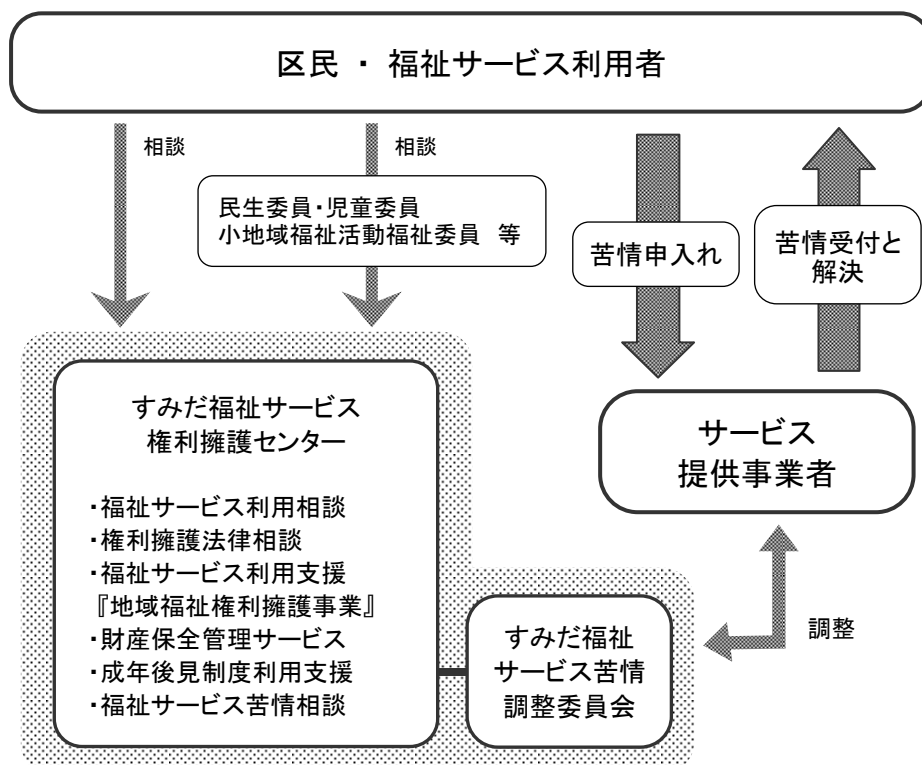 区民 ・ 福祉サービス利用者
相談
相談
民生委員・児童委員
小地域福祉活動福祉委員 等
苦情申入れ
苦情受付と
解決
すみだ福祉サービス
権利擁護センター
・福祉サービス利用相談
・権利擁護法律相談
・福祉サービス利用支援
『地域福祉権利擁護事業』
・財産保全管理サービス
・成年後見制度利用支援
・福祉サービス苦情相談
サービス
提供事業者
すみだ福祉
サービス苦情
調整委員会
調整